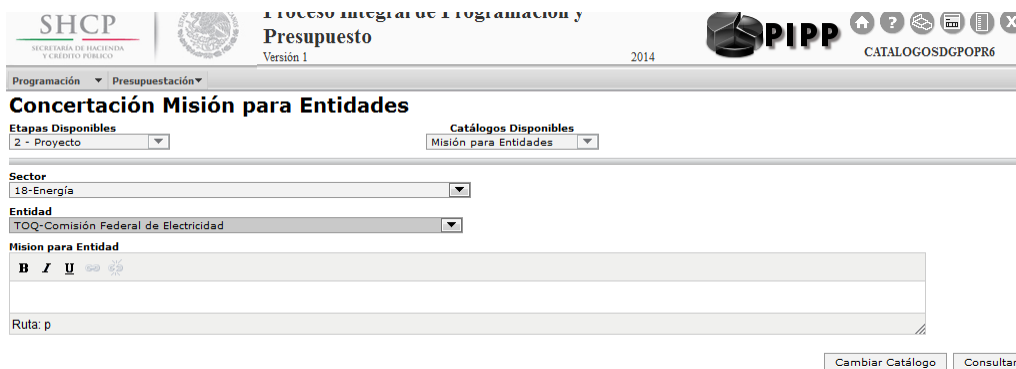 SHCP
SECRETARÍA DE HACIENDA
Y CRÉDITO PÚBLICO
Proceso Integral de Programación y
Presupuesto
Versión 1
2014
PIPP
CATALOGOSDGPOPR6
Programación Presupuestación
Concertación Misión para Entidades
Etapas Disponibles Catálogos Disponibles
2 - Proyecto Misión para Entidades
Sector
18-Energía
Entidad
TOQ-Comisión Federal de Electricidad
Mision para Entidad
B I U
Ruta: p
Cambiar Catálogo Consultar